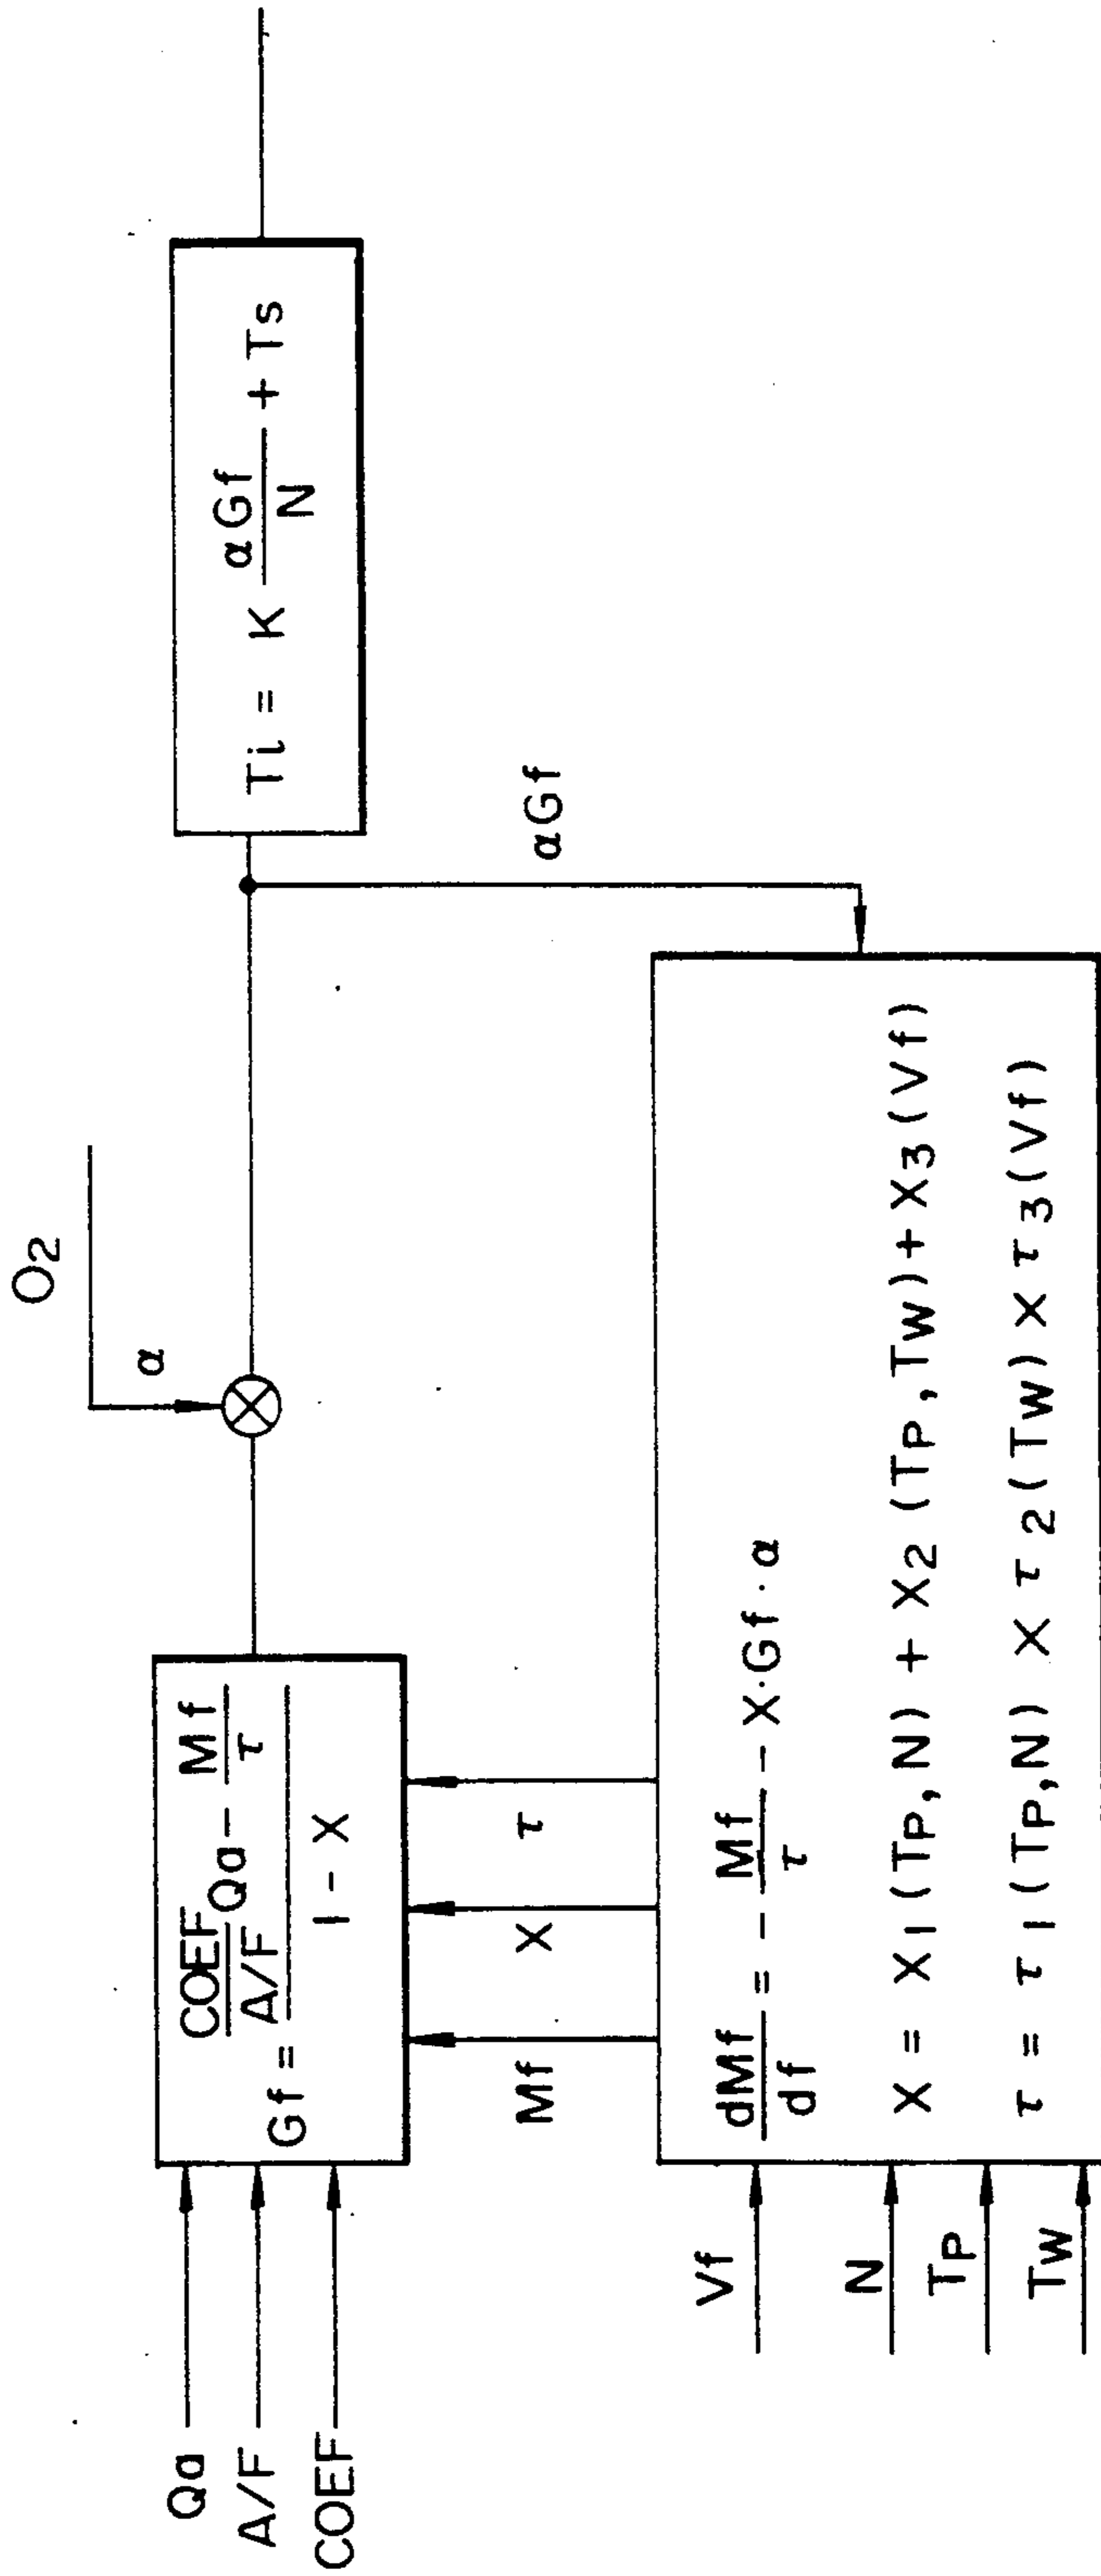 O2
α
Qa
A/F
COEF
Gf = (COEF/A/F Qa - Mf/τ) / (1 - X)
Ti = K αGf/N + Ts
αGf
Mf
X
τ
Vf
N
TP
TW
dMf/df = - Mf/τ - X·Gf·α
X = X1(TP,N) + X2(TP,TW) + X3(Vf)
τ = τ1(TP,N) X τ2(TW) X τ3(Vf)